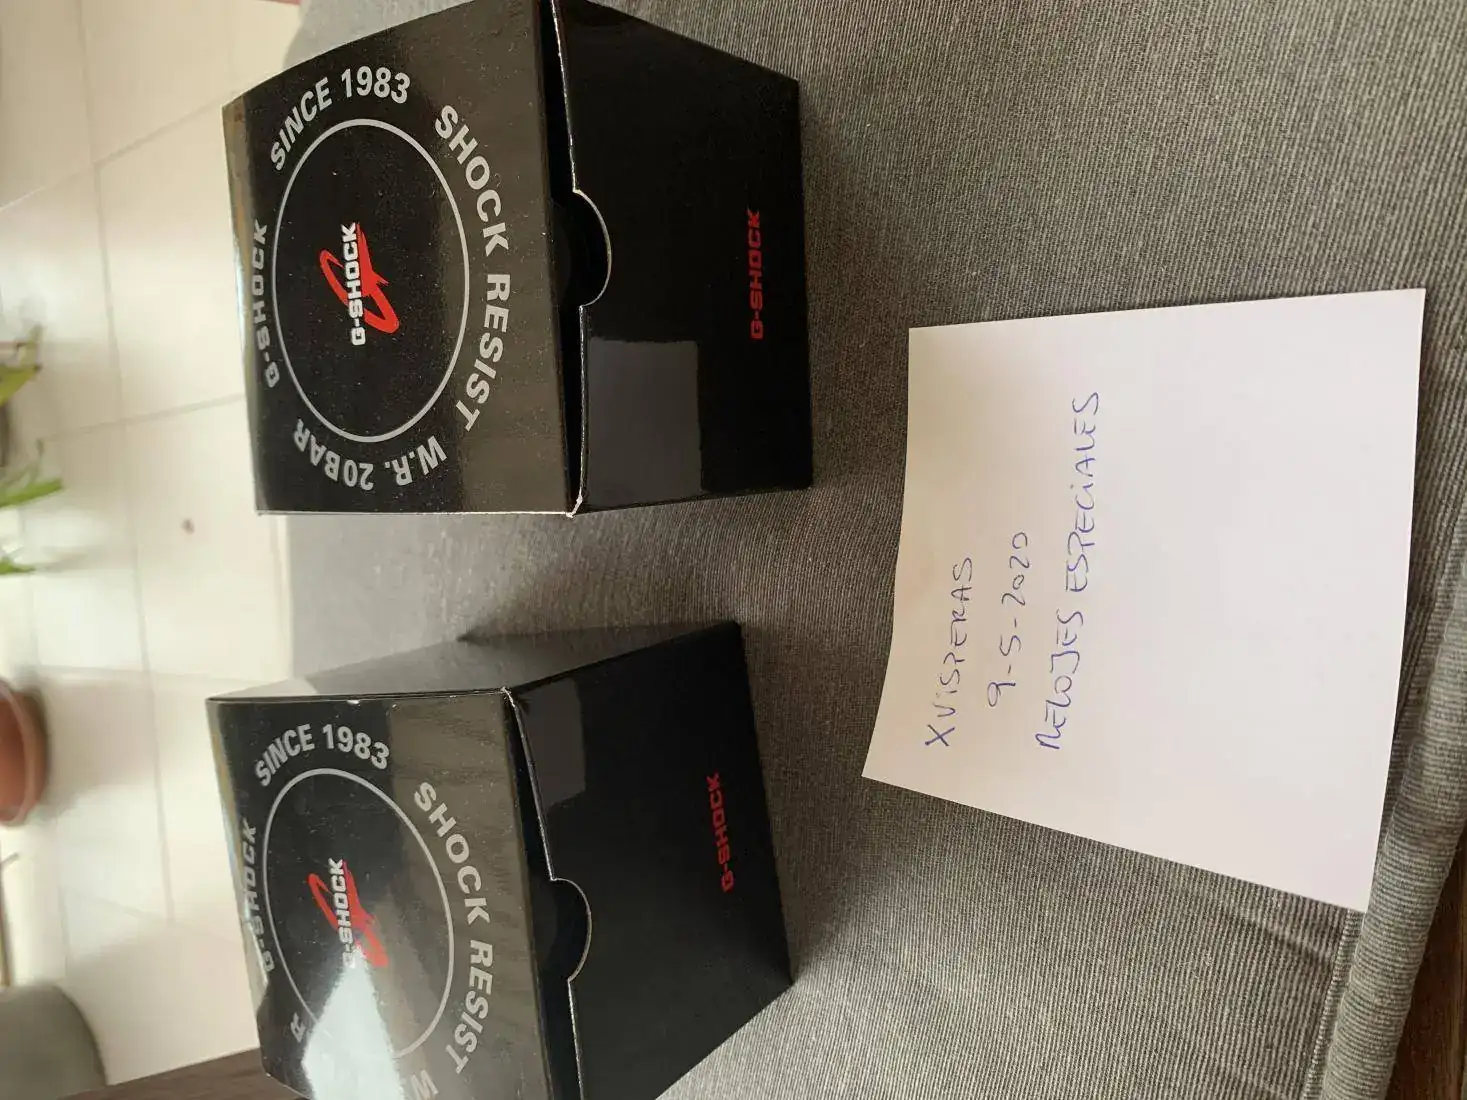 SINCE 1983
SHOCK RESIST
W.R. 20BAR
G-SHOCK
G-SHOCK
G-SHOCK
SINCE 1983
SHOCK RESIST
W
R
G-SHOCK
G-SHOCK
G-SHOCK
XVISPERAS
9-5-2020
RELOJES ESPECIALES